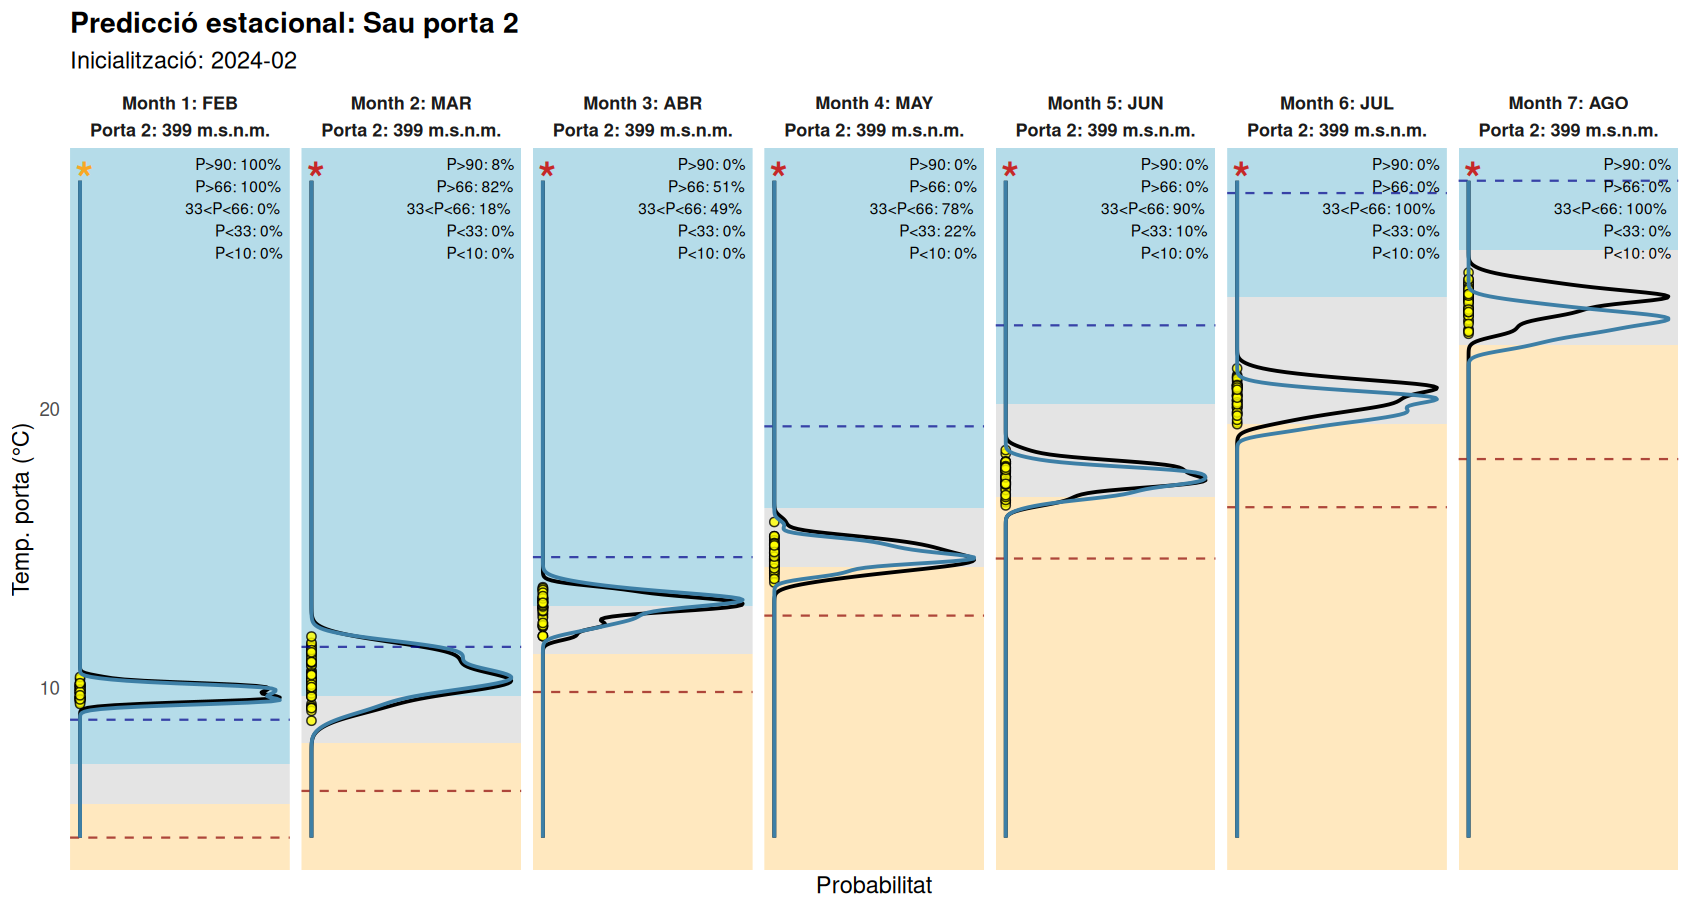 Predicció estacional: Sau porta 2
Inicialització: 2024-02
Month 1: FEB
Porta 2: 399 m.s.n.m.
Month 2: MAR
Porta 2: 399 m.s.n.m.
Month 3: ABR
Porta 2: 399 m.s.n.m.
Month 4: MAY
Porta 2: 399 m.s.n.m.
Month 5: JUN
Porta 2: 399 m.s.n.m.
Month 6: JUL
Porta 2: 399 m.s.n.m.
Month 7: AGO
Porta 2: 399 m.s.n.m.
*
P>90: 100%
P>66: 100%
33<P<66: 0%
P<33: 0%
P<10: 0%
*
P>90: 8%
P>66: 82%
33<P<66: 18%
P<33: 0%
P<10: 0%
*
P>90: 0%
P>66: 51%
33<P<66: 49%
P<33: 0%
P<10: 0%
*
P>90: 0%
P>66: 0%
33<P<66: 78%
P<33: 22%
P<10: 0%
*
P>90: 0%
P>66: 0%
33<P<66: 90%
P<33: 10%
P<10: 0%
*
P>90: 0%
P>66: 0%
33<P<66: 100%
P<33: 0%
P<10: 0%
*
P>90: 0%
P>66: 0%
33<P<66: 100%
P<33: 0%
P<10: 0%
Temp. porta (°C)
20
10
Probabilitat